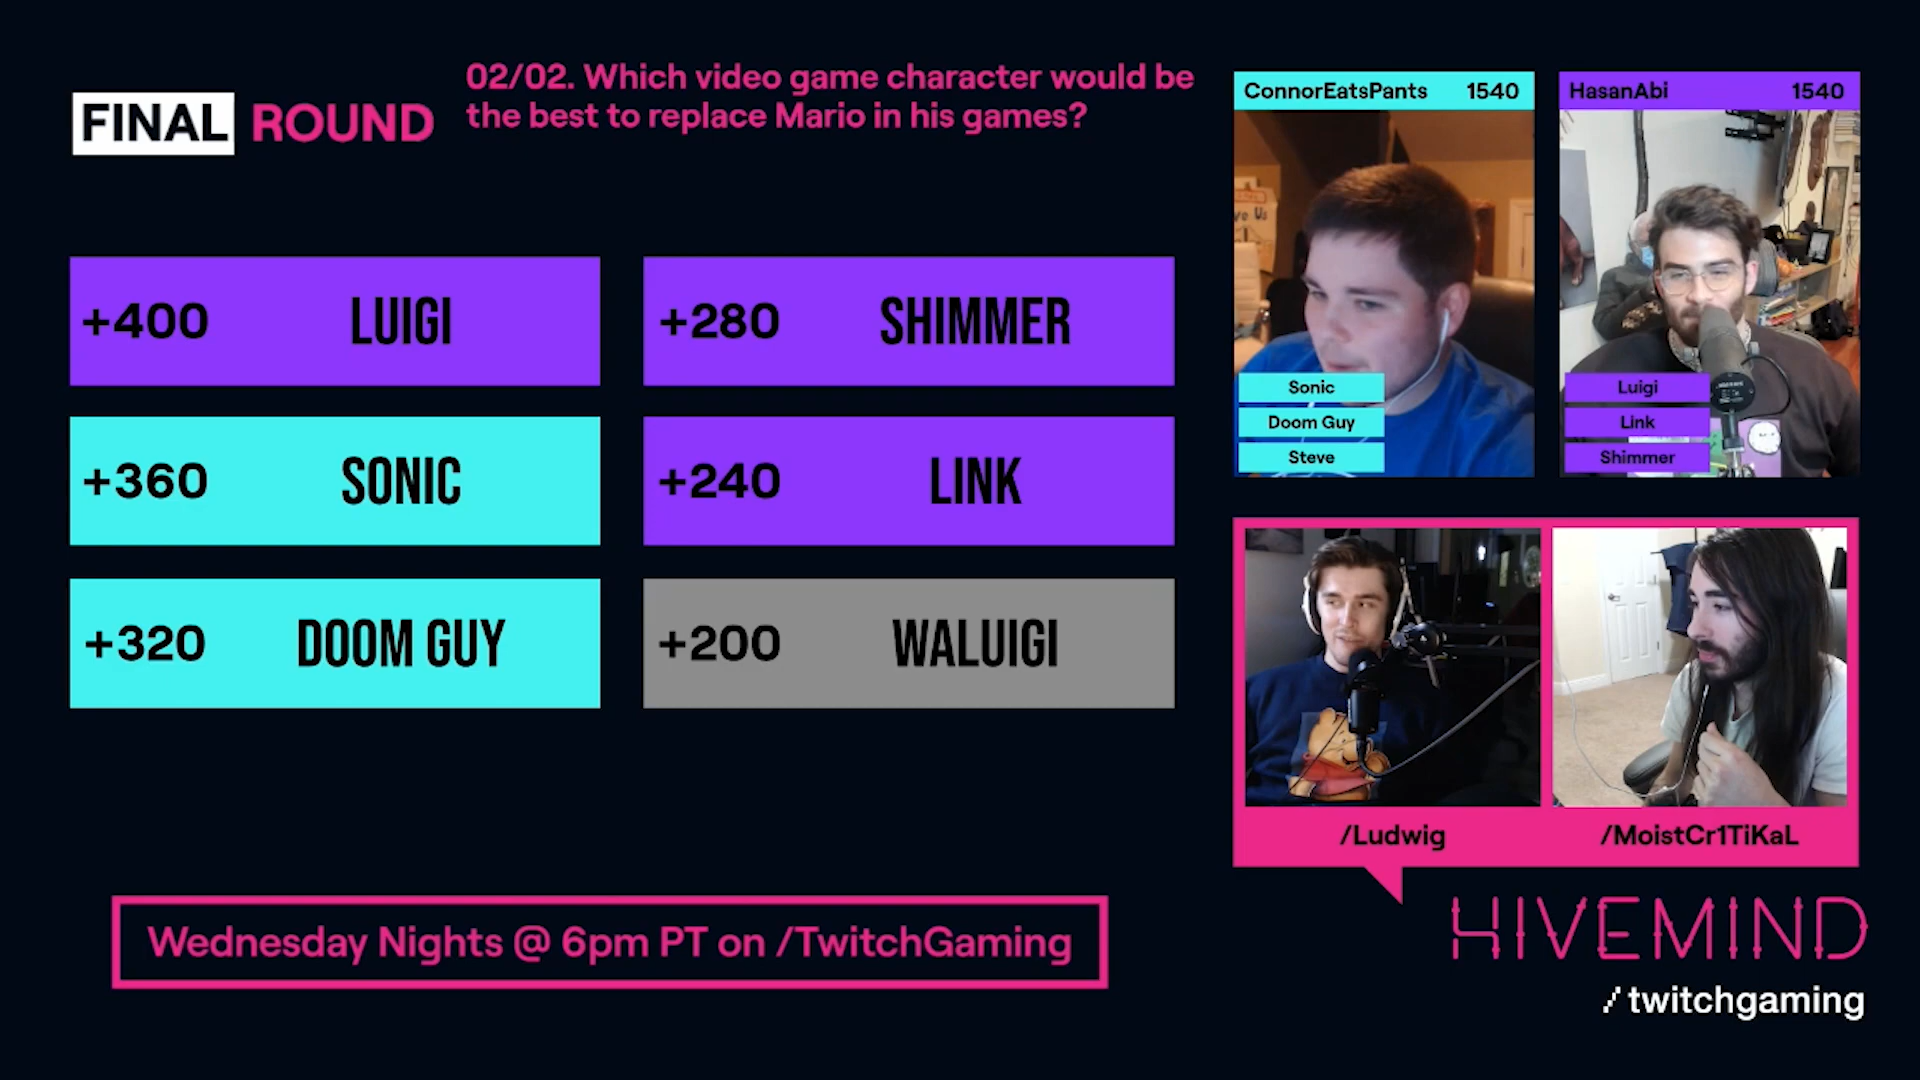 FINAL ROUND
02/02. Which video game character would be
the best to replace Mario in his games?
+400 LUIGI
+280 SHIMMER
+360 SONIC
+240 LINK
+320 DOOM GUY
+200 WALUIGI
Wednesday Nights @ 6pm PT on /TwitchGaming
ConnorEatsPants 1540
Sonic
Doom Guy
Steve
HasanAbi 1540
Luigi
Link
Shimmer
/Ludwig
/MoistCr1TiKaL
HIVEMIND
/twitchgaming